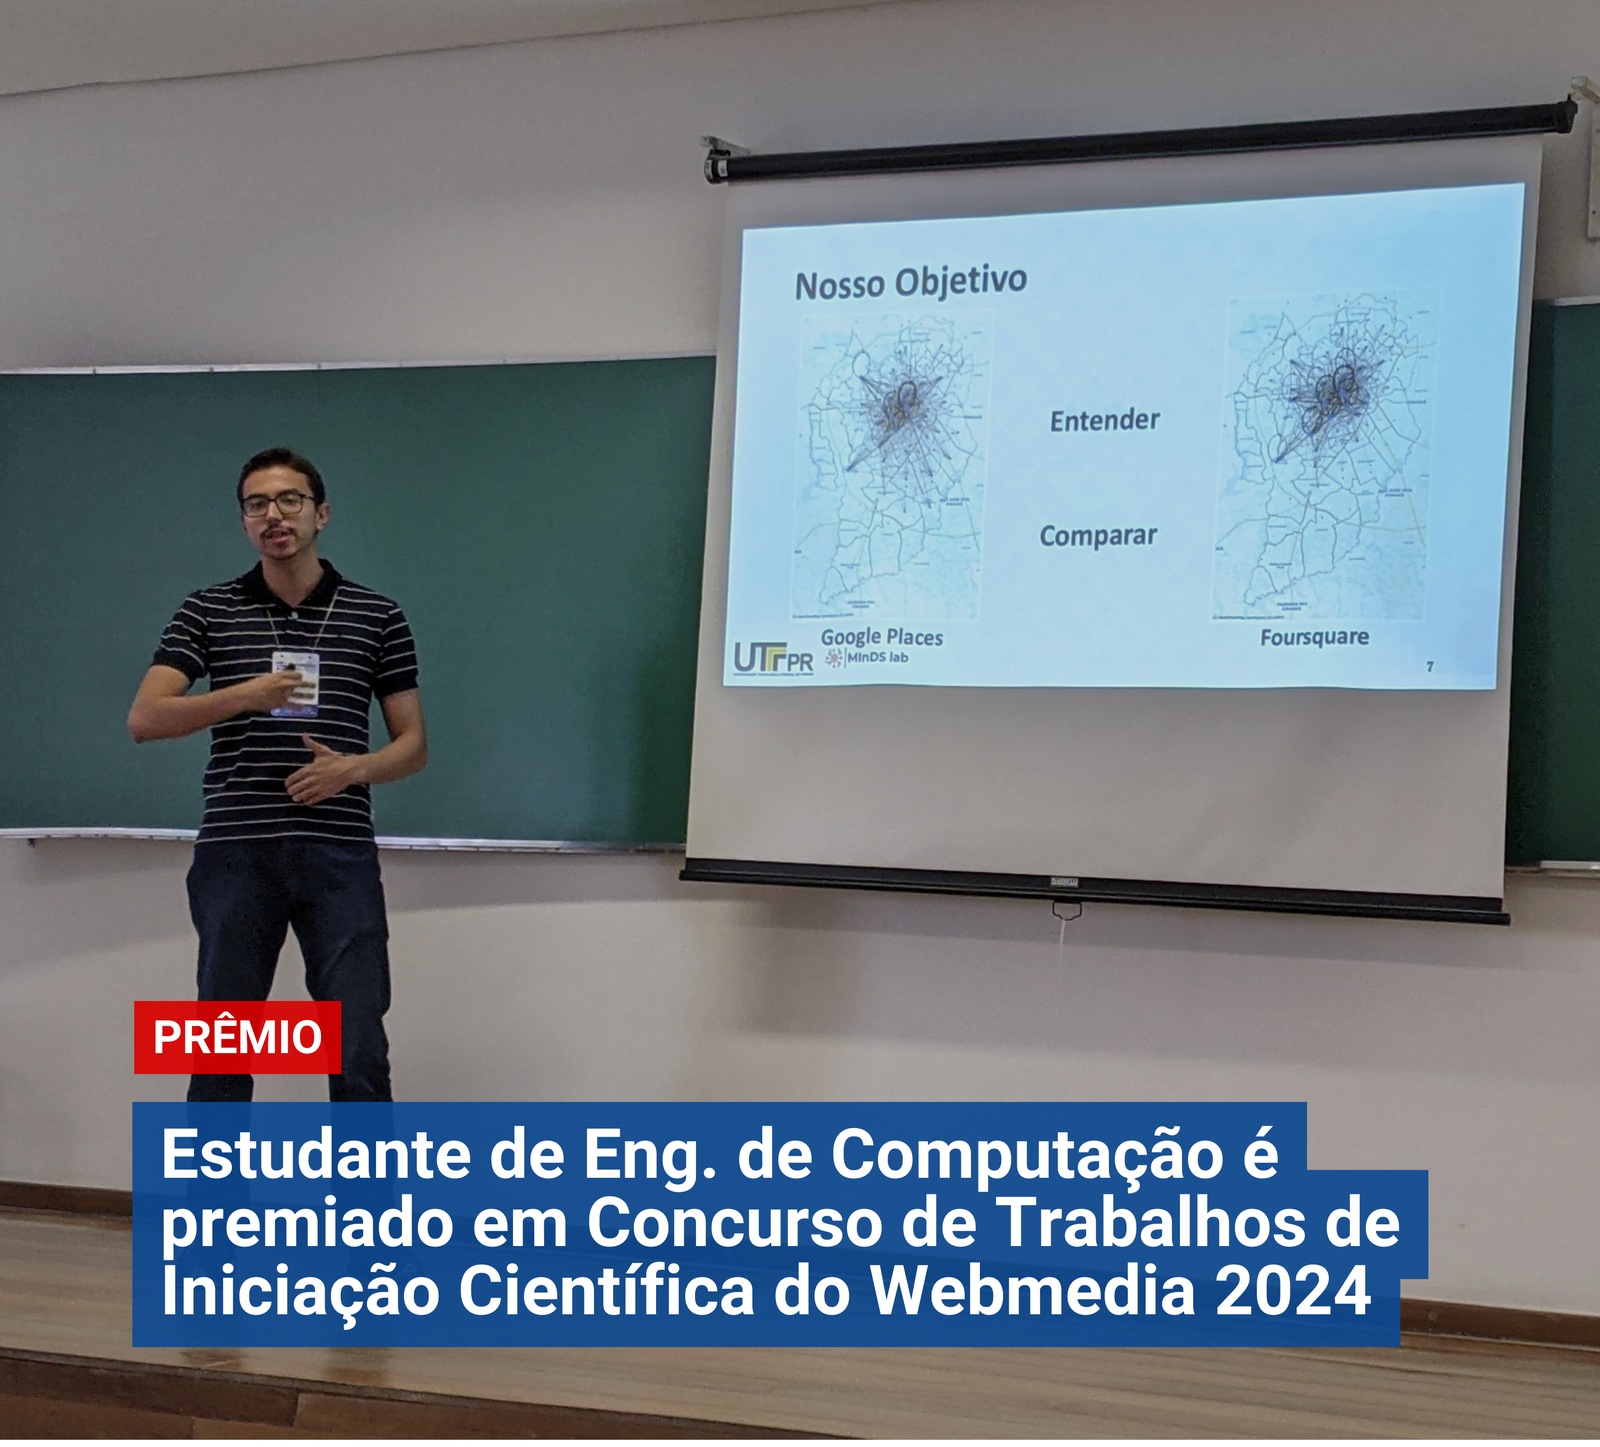 Nosso Objetivo
Entender
Comparar
Google Places
Foursquare
UTFPR
MInDS lab
7
PRÊMIO
Estudante de Eng. de Computação é
premiado em Concurso de Trabalhos de
Iniciação Científica do Webmedia 2024